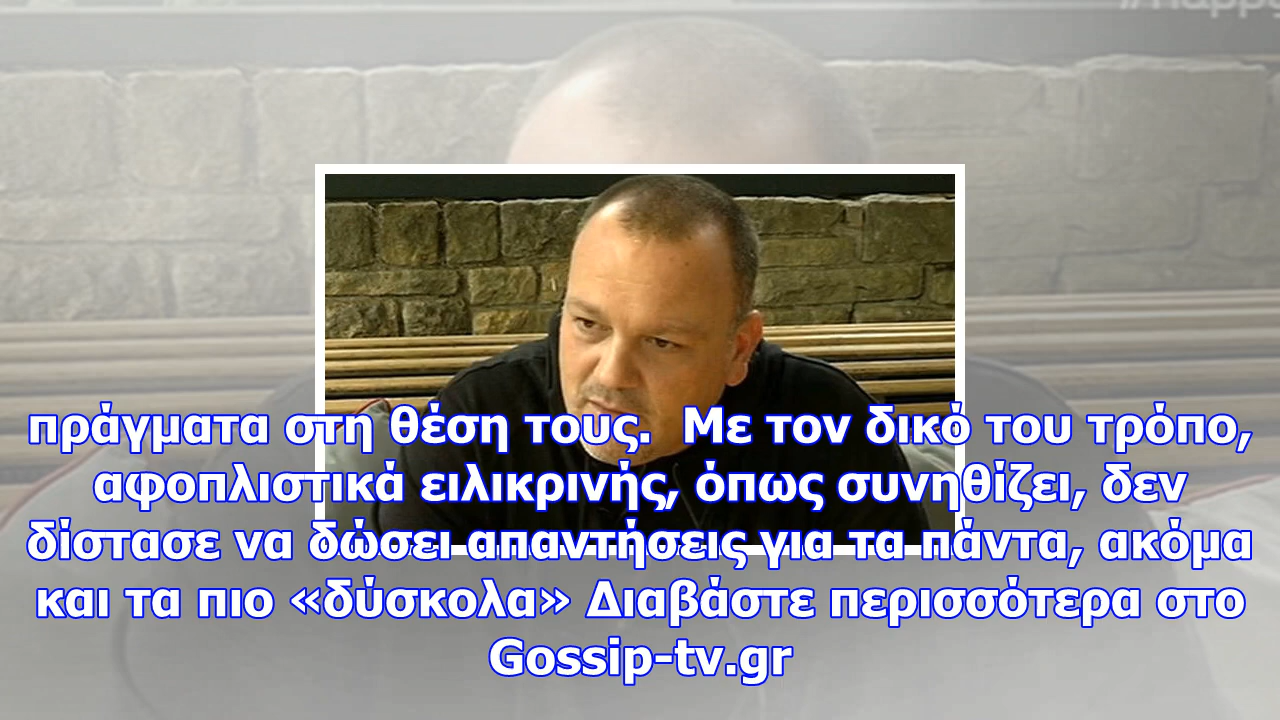 πράγματα στη θέση τους. Με τον δικό του τρόπο,
αφοπλιστικά ειλικρινής, όπως συνηθίζει, δεν
δίστασε να δώσει απαντήσεις για τα πάντα, ακόμα
και τα πιο «δύσκολα» Διαβάστε περισσότερα στο
Gossip-tv.gr